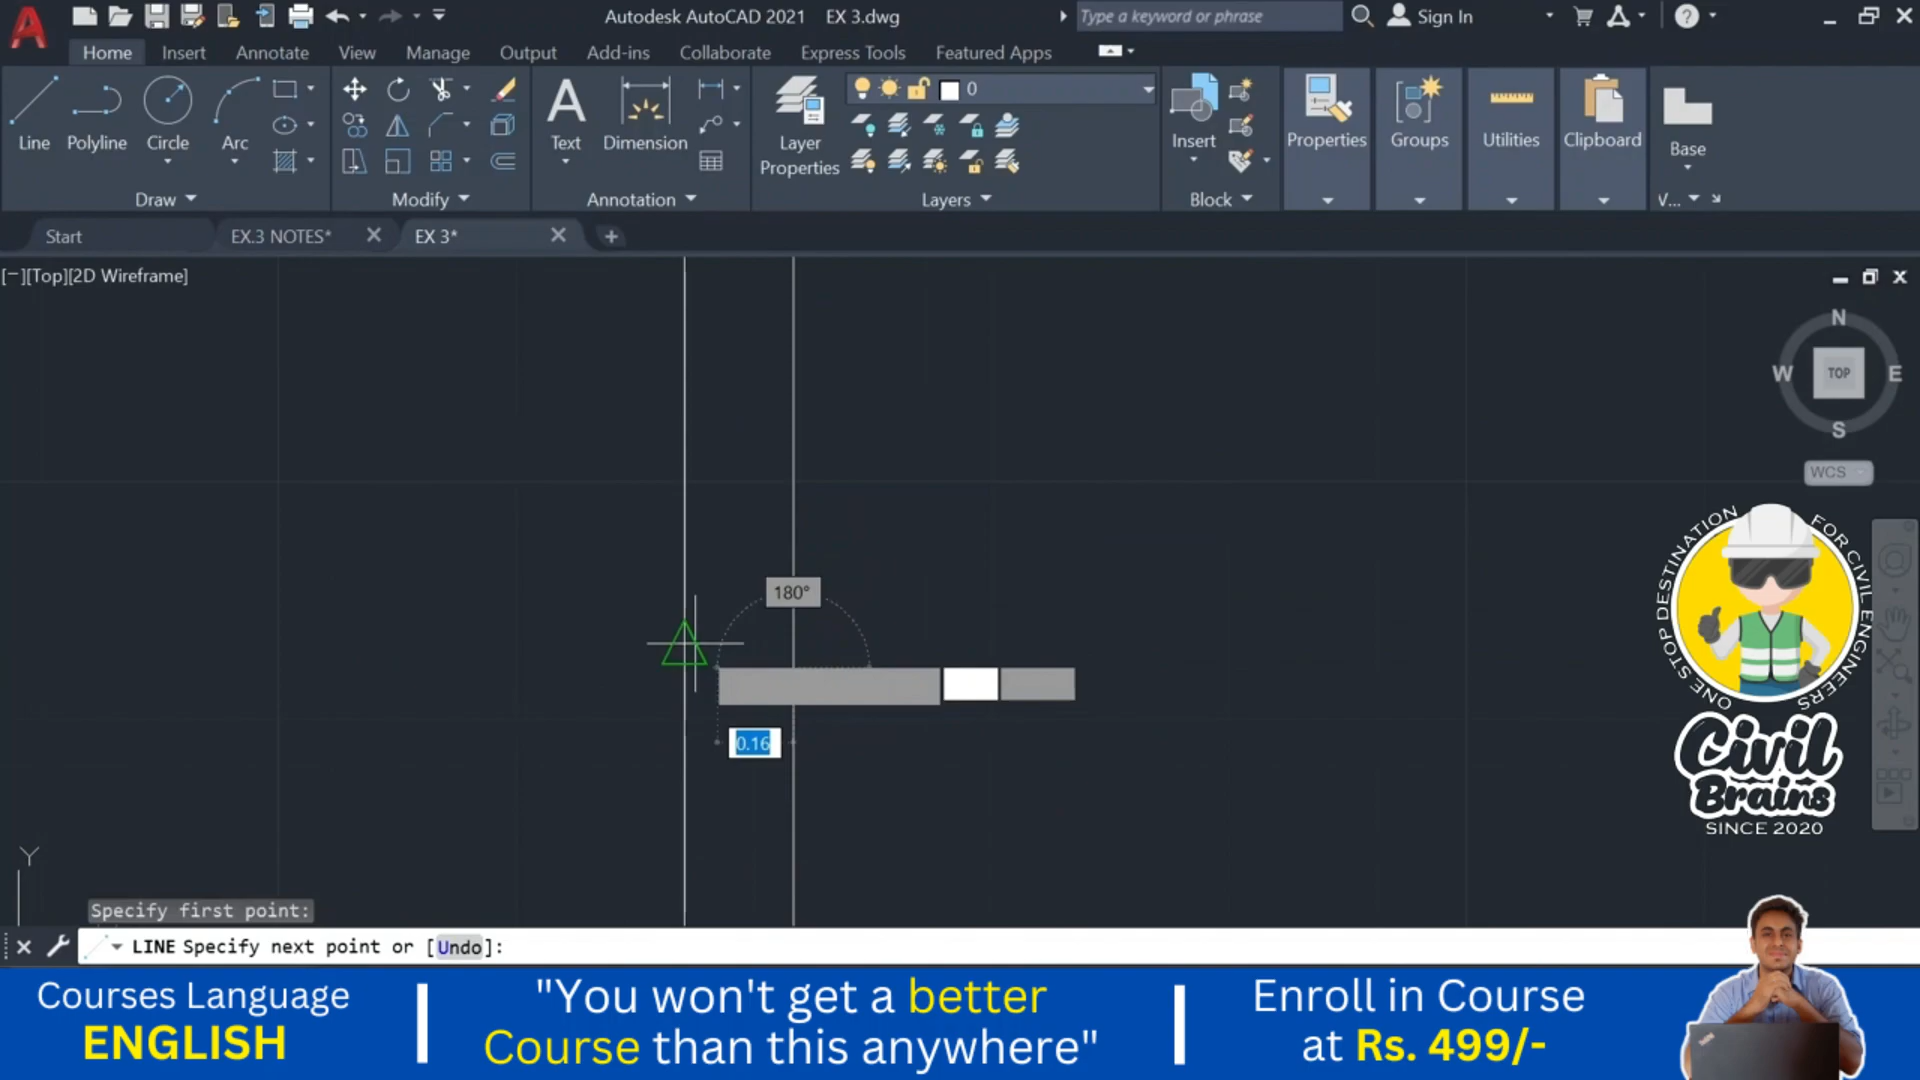 Autodesk AutoCAD 2021 EX 3.dwg
Type a keyword or phrase
Sign In
Home Insert Annotate View Manage Output Add-ins Collaborate Express Tools Featured Apps
Line Polyline Circle Arc
Text Dimension
Layer
Properties
0
Insert
Properties Groups Utilities Clipboard Base
Draw Modify Annotation Layers Block V...
Start EX.3 NOTES* EX 3*
[−][Top][2D Wireframe]
N
W TOP E
S
WCS
180°
0.16
Y
ONE STOP DESTINATION FOR CIVIL ENGINEERS
Civil
Brains
SINCE 2020
Specify first point:
LINE Specify next point or [Undo]:
Courses Language
ENGLISH
"You won't get a better
Course than this anywhere"
Enroll in Course
at Rs. 499/-